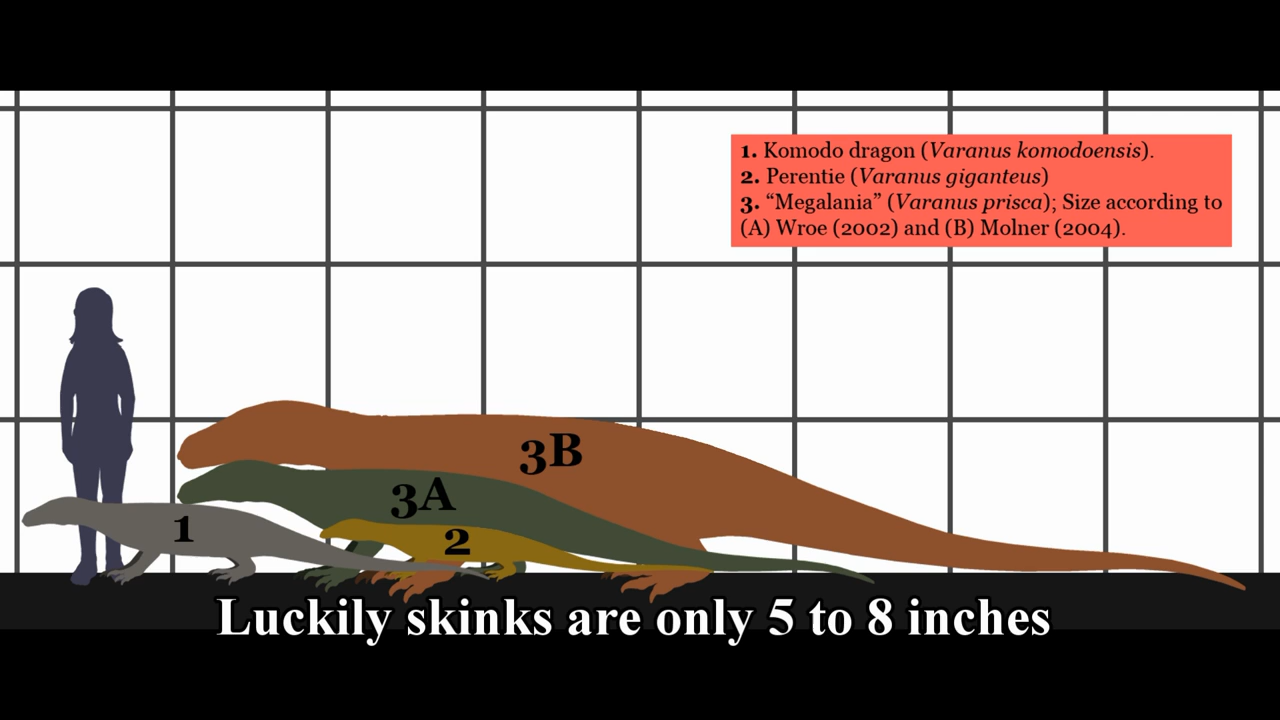 1. Komodo dragon (Varanus komodoensis).
2. Perentie (Varanus giganteus)
3. “Megalania” (Varanus prisca); Size according to
(A) Wroe (2002) and (B) Molner (2004).
3B
3A
1
2
Luckily skinks are only 5 to 8 inches